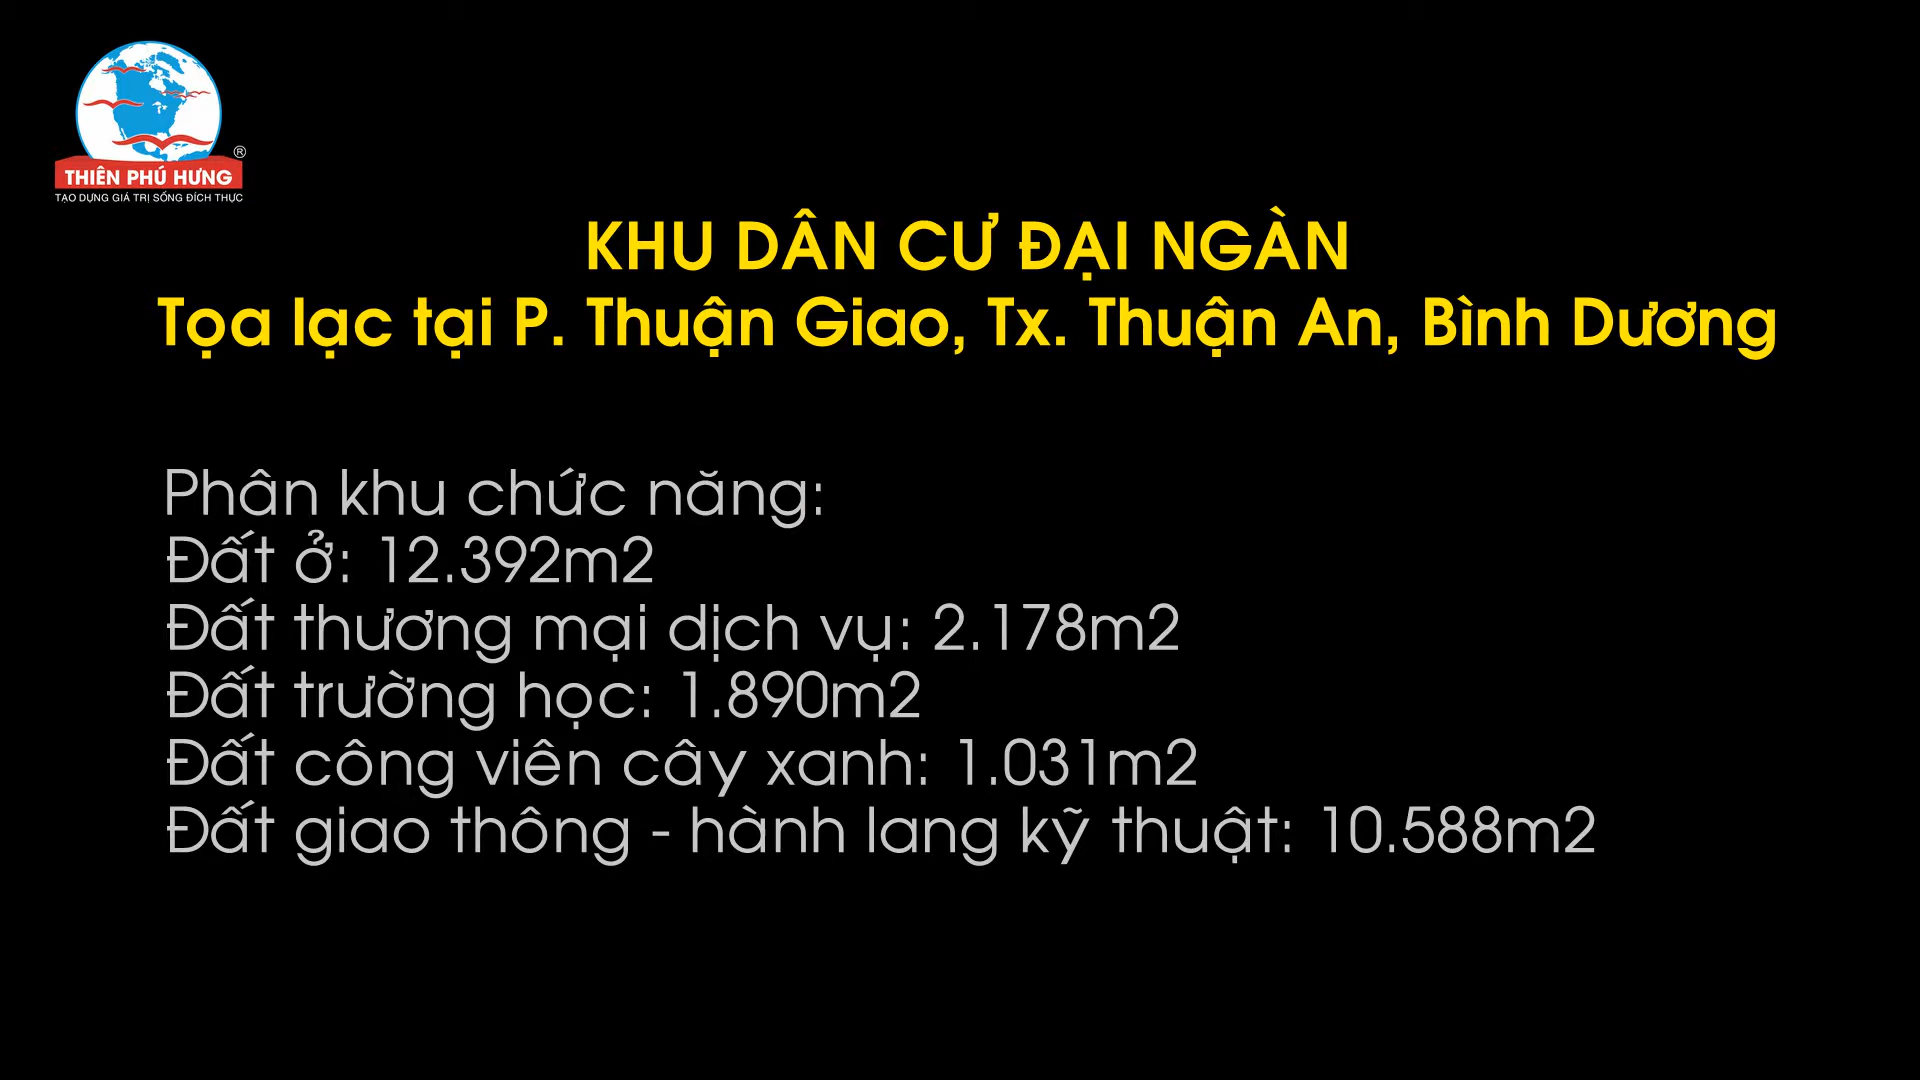 ®
THIÊN PHÚ HƯNG
TẠO DỰNG GIÁ TRỊ SỐNG ĐÍCH THỰC
KHU DÂN CƯ ĐẠI NGÀN
Tọa lạc tại P. Thuận Giao, Tx. Thuận An, Bình Dương
Phân khu chức năng:
Đất ở: 12.392m2
Đất thương mại dịch vụ: 2.178m2
Đất trường học: 1.890m2
Đất công viên cây xanh: 1.031m2
Đất giao thông - hành lang kỹ thuật: 10.588m2